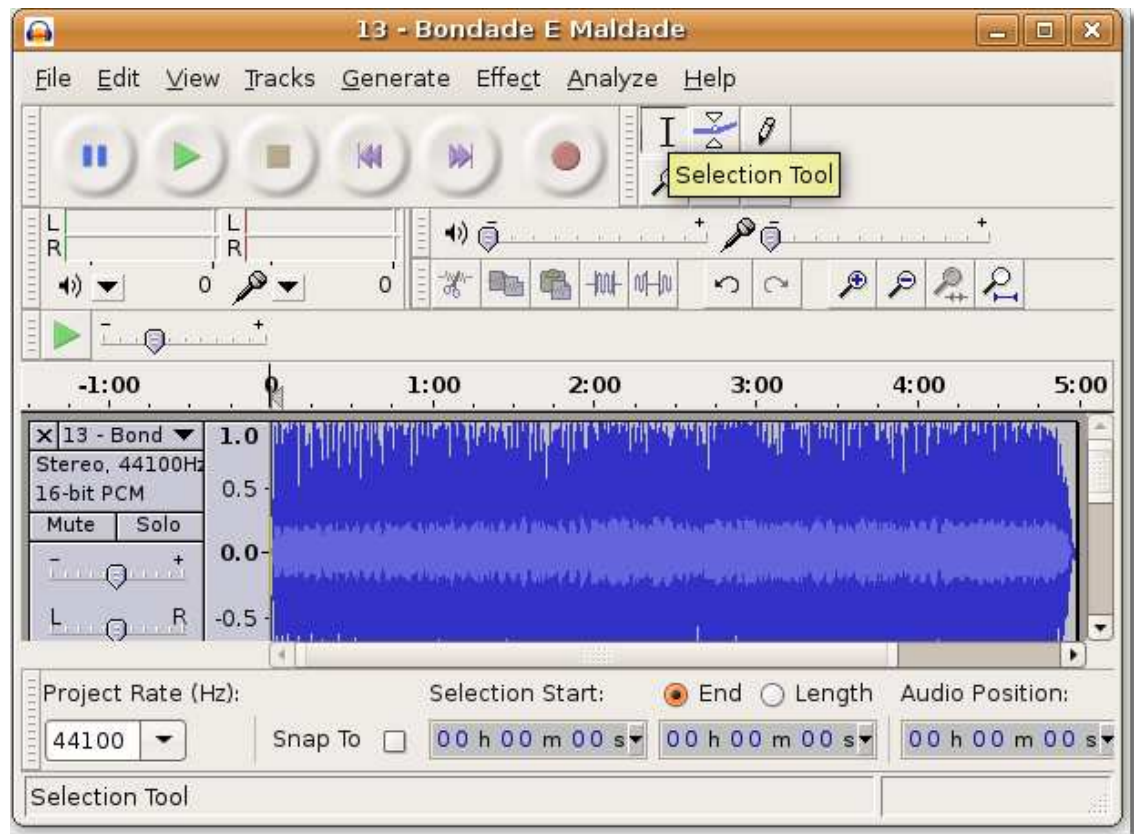 13 - Bondade E Maldade
File Edit View Tracks Generate Effect Analyze Help
Selection Tool
L L
R R
- + - +
0 0
- +
-1:00 0 1:00 2:00 3:00 4:00 5:00
X 13 - Bond 1.0
Stereo, 44100Hz
16-bit PCM 0.5
Mute Solo
- + 0.0
L R -0.5
Project Rate (Hz): Selection Start: End Length Audio Position:
44100 Snap To 00 h 00 m 00 s 00 h 00 m 00 s 00 h 00 m 00 s
Selection Tool